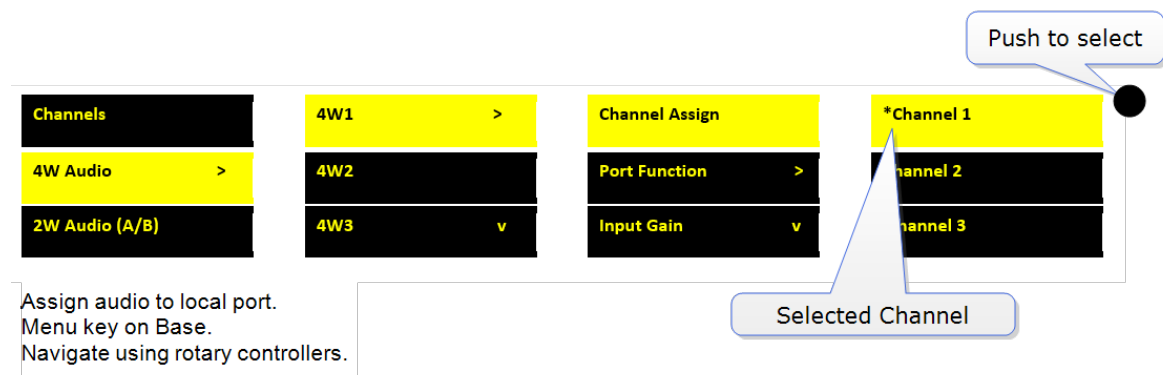 Push to select
Channels
4W Audio >
2W Audio (A/B)
4W1 >
4W2
4W3 v
Channel Assign
Port Function >
Input Gain v
*Channel 1
hannel 2
hannel 3
Selected Channel
Assign audio to local port.
Menu key on Base.
Navigate using rotary controllers.